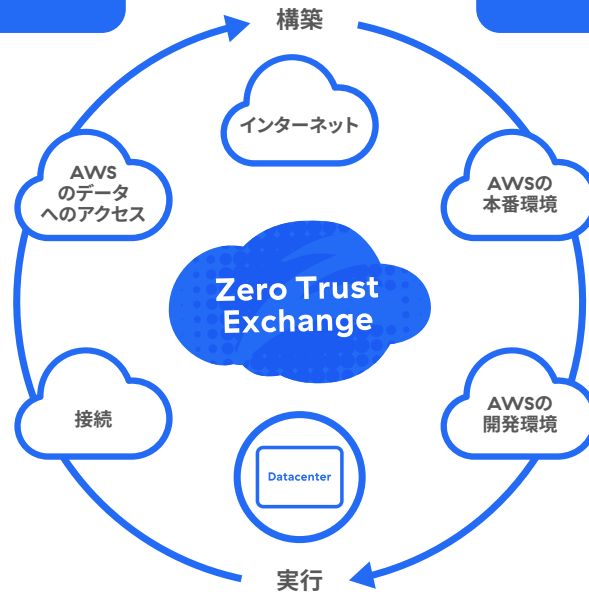 構築
インターネット
AWS
のデータ
へのアクセス
AWSの
本番環境
Zero Trust
Exchange
接続
AWSの
開発環境
Datacenter
実行